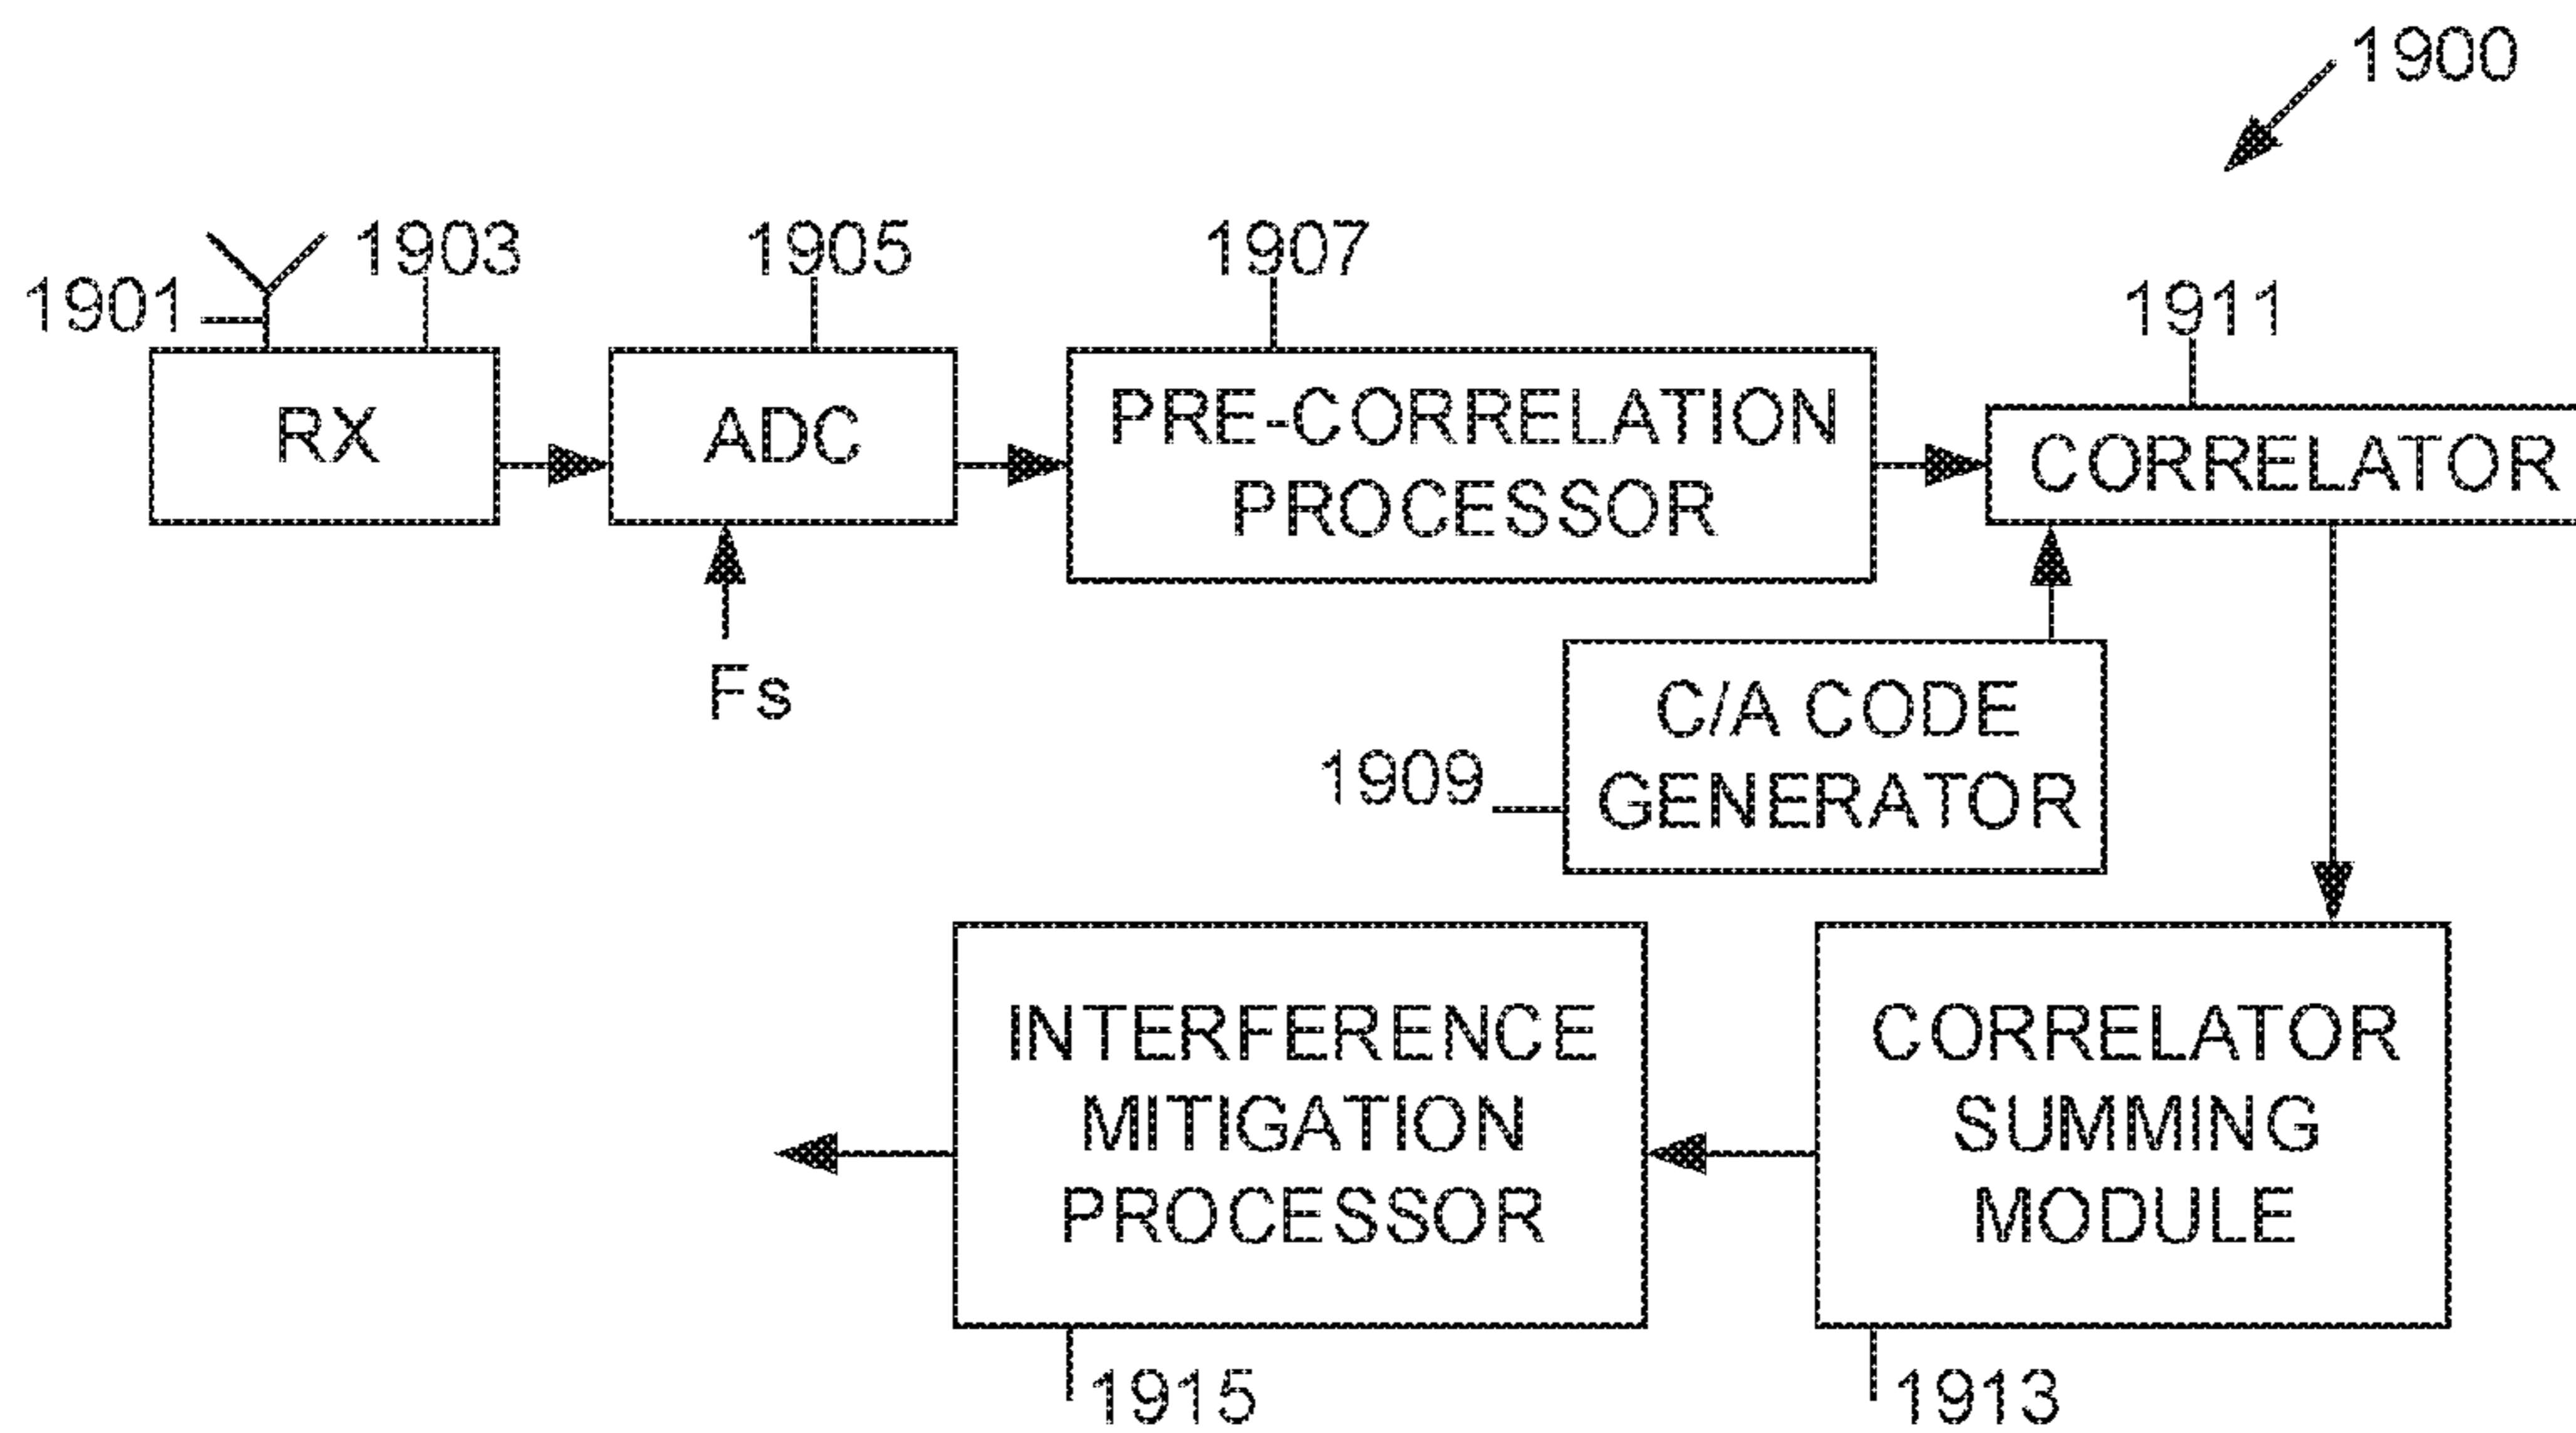 1900
1901
1903
1905
1907
1911
RX
ADC
PRE-CORRELATION
PROCESSOR
CORRELATOR
Fs
1909
C/A CODE
GENERATOR
INTERFERENCE
MITIGATION
PROCESSOR
CORRELATOR
SUMMING
MODULE
1915
1913